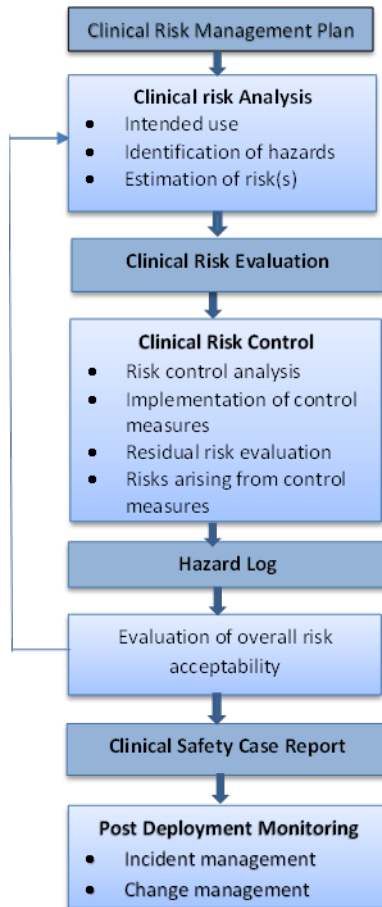 Clinical Risk Management Plan
Clinical risk Analysis
• Intended use
• Identification of hazards
• Estimation of risk(s)
Clinical Risk Evaluation
Clinical Risk Control
• Risk control analysis
• Implementation of control
measures
• Residual risk evaluation
• Risks arising from control
measures
Hazard Log
Evaluation of overall risk
acceptability
Clinical Safety Case Report
Post Deployment Monitoring
• Incident management
• Change management